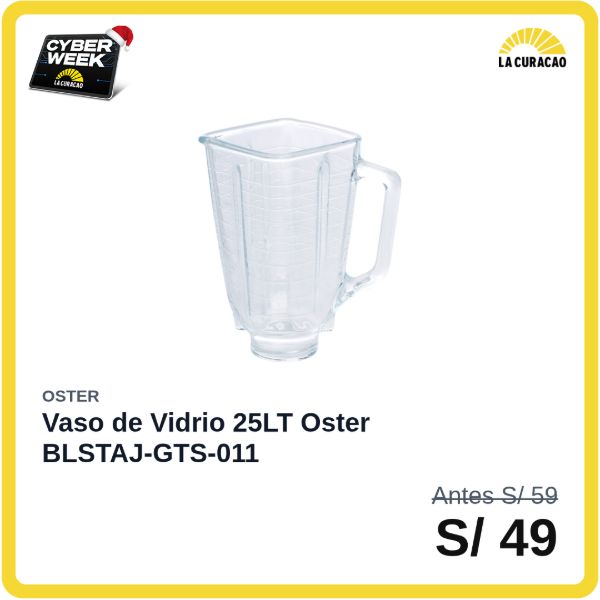 CYBER
WEEK
LA CURACAO
LA CURACAO
OSTER
Vaso de Vidrio 25LT Oster
BLSTAJ-GTS-011
Antes S/ 59
S/ 49